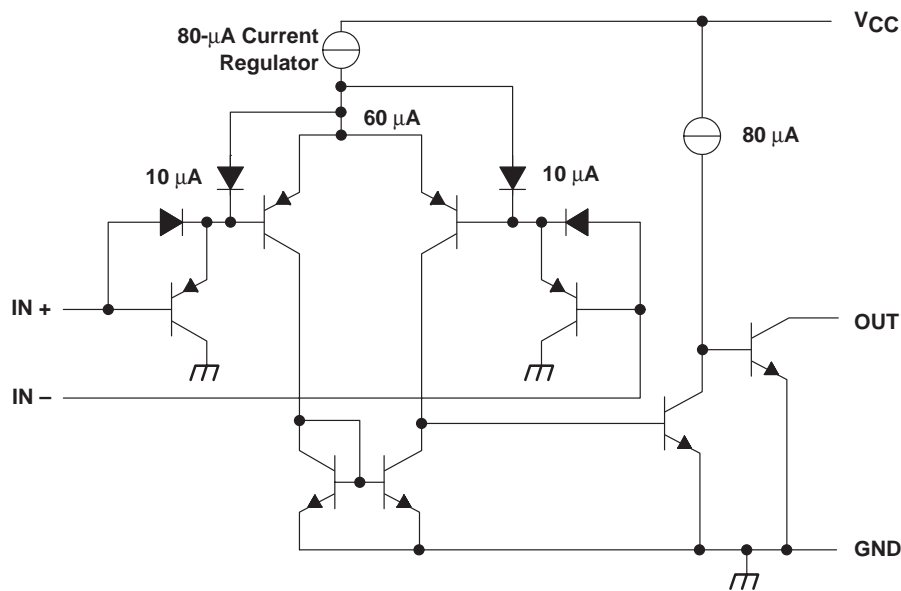 80-μA Current
Regulator
V<sub>CC</sub>
60 μA
80 μA
10 μA
10 μA
IN +
OUT
IN –
GND